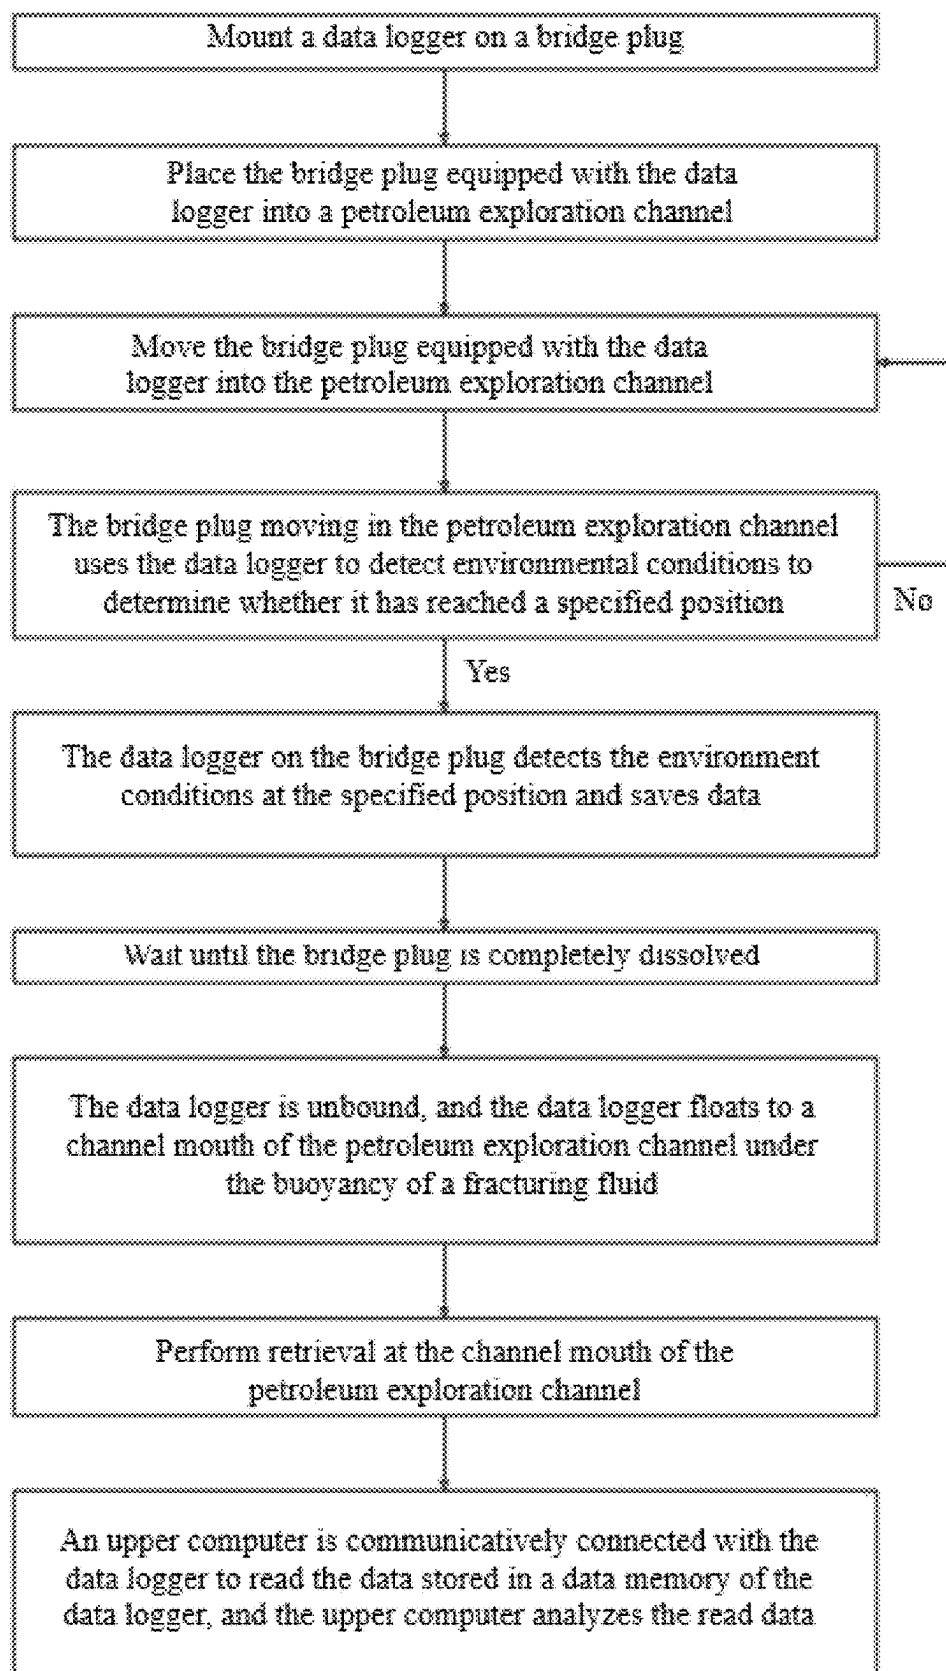 Mount a data logger on a bridge plug
Place the bridge plug equipped with the data
logger into a petroleum exploration channel
Move the bridge plug equipped with the data
logger into the petroleum exploration channel
The bridge plug moving in the petroleum exploration channel
uses the data logger to detect environmental conditions to
determine whether it has reached a specified position
No
Yes
The data logger on the bridge plug detects the environment
conditions at the specified position and saves data
Wait until the bridge plug is completely dissolved
The data logger is unbound, and the data logger floats to a
channel mouth of the petroleum exploration channel under
the buoyancy of a fracturing fluid
Perform retrieval at the channel mouth of the
petroleum exploration channel
An upper computer is communicatively connected with the
data logger to read the data stored in a data memory of the
data logger, and the upper computer analyzes the read data